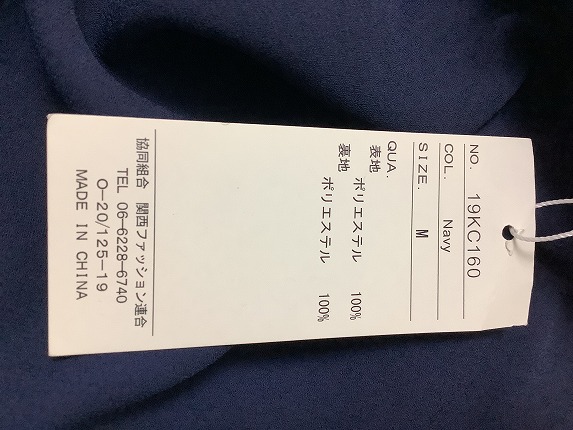 NO. 19KC160
COL. Navy
SIZE. M
QUA.
表地 ポリエステル 100%
裏地 ポリエステル 100%
協同組合 関西ファッション連合
TEL 06-6228-6740
O-20/125-19
MADE IN CHINA